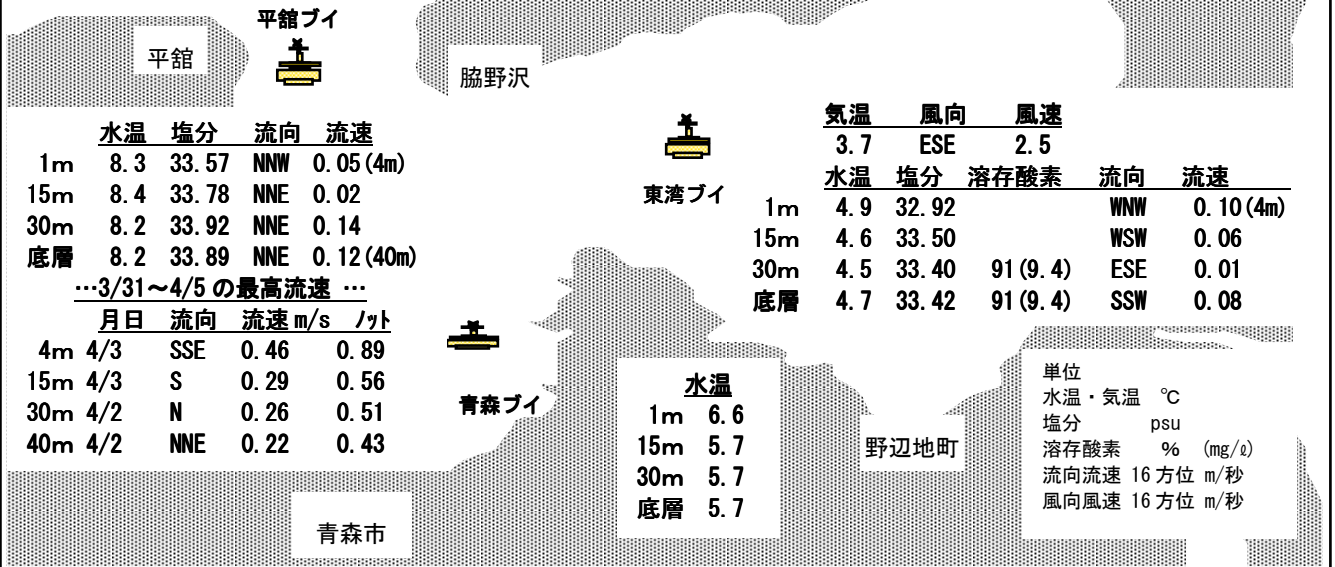 平舘ブイ
平舘
脇野沢
水温 塩分 流向 流速
1m 8.3 33.57 NNW 0.05(4m)
15m 8.4 33.78 NNE 0.02
30m 8.2 33.92 NNE 0.14
底層 8.2 33.89 NNE 0.12(40m)
…3/31～4/5の最高流速 …
月日 流向 流速m/s ノット
4m 4/3 SSE 0.46 0.89
15m 4/3 S 0.29 0.56
30m 4/2 N 0.26 0.51
40m 4/2 NNE 0.22 0.43
東湾ブイ
気温 風向 風速
3.7 ESE 2.5
水温 塩分 溶存酸素 流向 流速
1m 4.9 32.92 WNW 0.10(4m)
15m 4.6 33.50 WSW 0.06
30m 4.5 33.40 91(9.4) ESE 0.01
底層 4.7 33.42 91(9.4) SSW 0.08
青森ブイ
水温
1m 6.6
15m 5.7
30m 5.7
底層 5.7
青森市
野辺地町
単位
水温・気温 ℃
塩分 psu
溶存酸素 % (mg/ℓ)
流向流速 16方位 m/秒
風向風速 16方位 m/秒